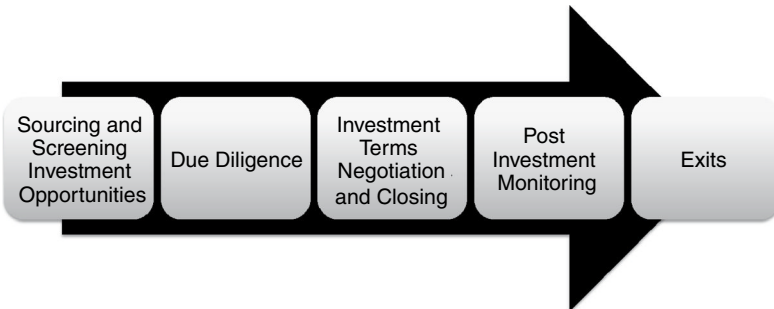 Sourcing and
Screening
Investment
Opportunities
Due Diligence
Investment
Terms
Negotiation
and Closing
Post
Investment
Monitoring
Exits